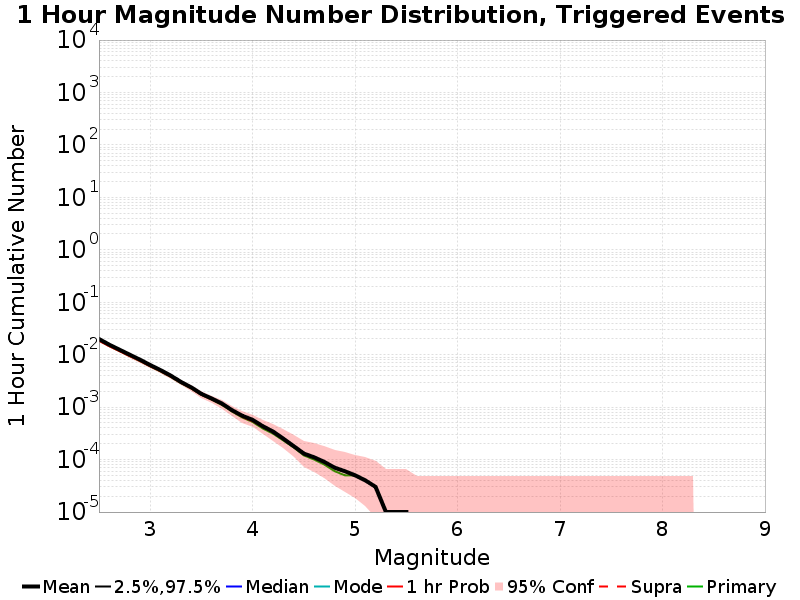 1 Hour Magnitude Number Distribution, Triggered Events
10^4
10^3
10^2
10^1
10^0
10^-1
10^-2
10^-3
10^-4
10^-5
1 Hour Cumulative Number
3 4 5 6 7 8 9
Magnitude
Mean 2.5%,97.5% Median Mode 1 hr Prob 95% Conf Supra Primary